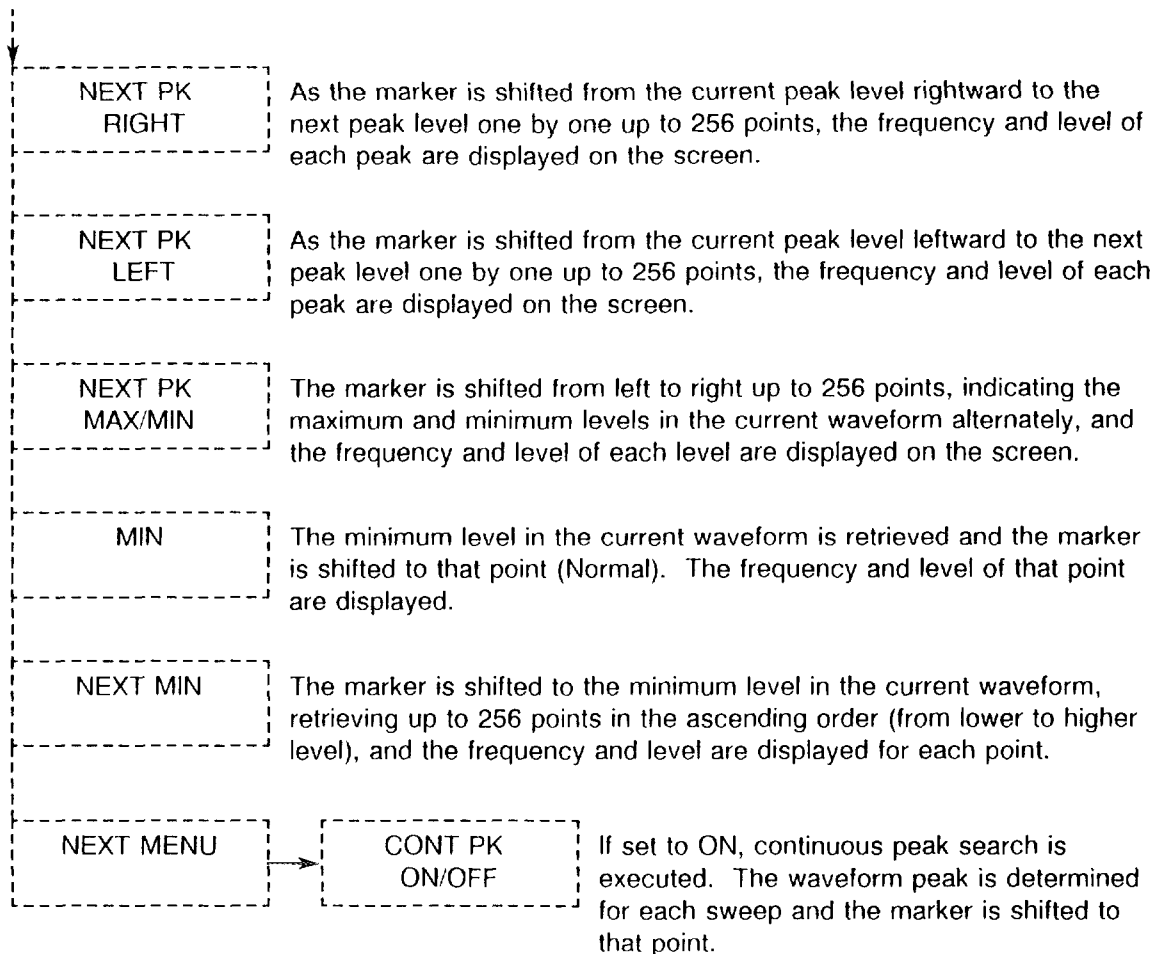 NEXT PK
RIGHT
As the marker is shifted from the current peak level rightward to the
next peak level one by one up to 256 points, the frequency and level of
each peak are displayed on the screen.
NEXT PK
LEFT
As the marker is shifted from the current peak level leftward to the next
peak level one by one up to 256 points, the frequency and level of each
peak are displayed on the screen.
NEXT PK
MAX/MIN
The marker is shifted from left to right up to 256 points, indicating the
maximum and minimum levels in the current waveform alternately, and
the frequency and level of each level are displayed on the screen.
MIN
The minimum level in the current waveform is retrieved and the marker
is shifted to that point (Normal). The frequency and level of that point
are displayed.
NEXT MIN
The marker is shifted to the minimum level in the current waveform,
retrieving up to 256 points in the ascending order (from lower to higher
level), and the frequency and level are displayed for each point.
NEXT MENU
CONT PK
ON/OFF
If set to ON, continuous peak search is
executed. The waveform peak is determined
for each sweep and the marker is shifted to
that point.